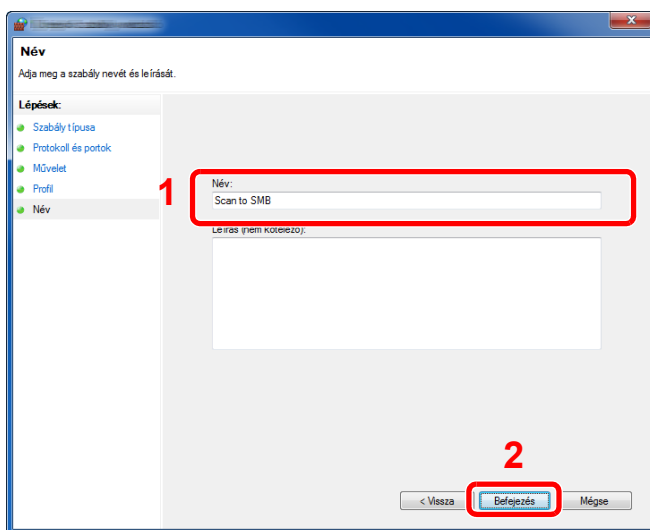 Név
Adja meg a szabály nevét és leírását.
Lépések:
Szabály típusa
Protokoll és portok
Művelet
Profil
Név
1
Név:
Scan to SMB
Leírás (nem kötelező):
2
< Vissza
Befejezés
Mégse